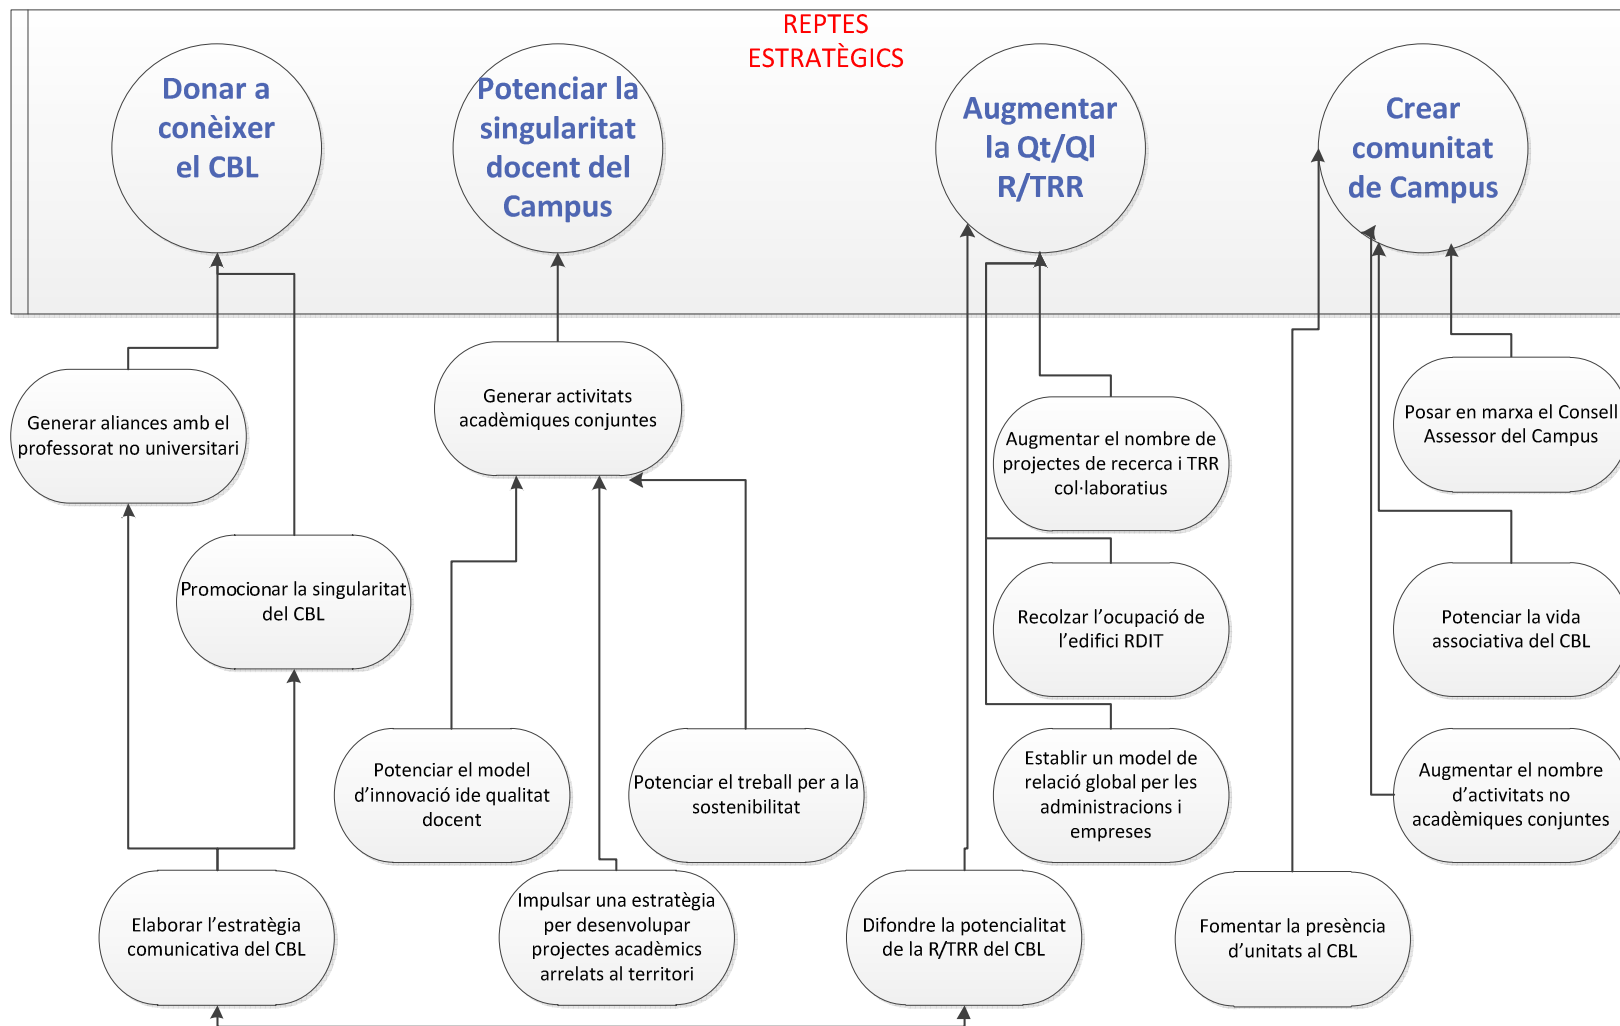 REPTES
ESTRATÈGICS
Donar a
conèixer
el CBL
Potenciar la
singularitat
docent del
Campus
Augmentar
la Qt/Ql
R/TRR
Crear
comunitat
de Campus
Generar aliances amb el
professorat no universitari
Generar activitats
acadèmiques conjuntes
Augmentar el nombre de
projectes de recerca i TRR
col·laboratius
Posar en marxa el Consell
Assessor del Campus
Promocionar la singularitat
del CBL
Recolzar l’ocupació de
l’edifici RDIT
Potenciar la vida
associativa del CBL
Potenciar el model
d’innovació ide qualitat
docent
Potenciar el treball per a la
sostenibilitat
Establir un model de
relació global per les
administracions i
empreses
Augmentar el nombre
d’activitats no
acadèmiques conjuntes
Elaborar l’estratègia
comunicativa del CBL
Impulsar una estratègia
per desenvolupar
projectes acadèmics
arrelats al territori
Difondre la potencialitat
de la R/TRR del CBL
Fomentar la presència
d’unitats al CBL